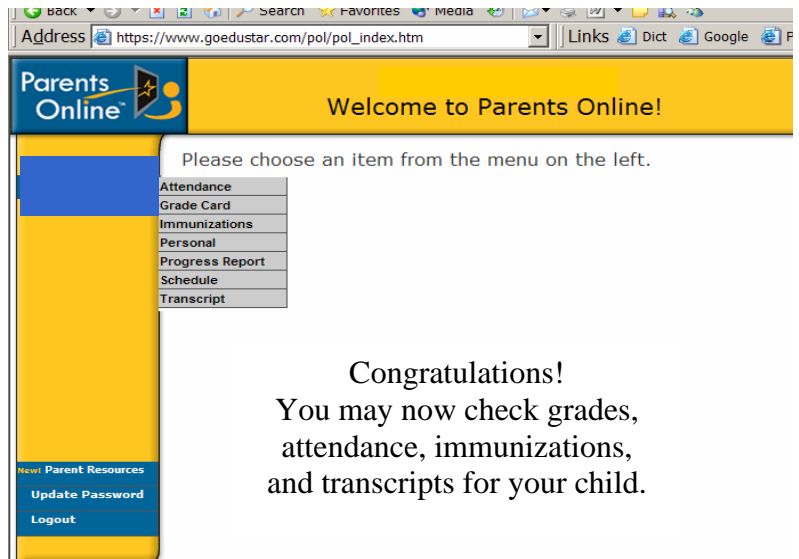 Back Search Favorites Media
Address https://www.goedustar.com/pol/pol_index.htm Links Dict Google P
Parents
Online™
Welcome to Parents Online!
Please choose an item from the menu on the left.
Attendance
Grade Card
Immunizations
Personal
Progress Report
Schedule
Transcript
Congratulations!
You may now check grades,
attendance, immunizations,
and transcripts for your child.
New! Parent Resources
Update Password
Logout